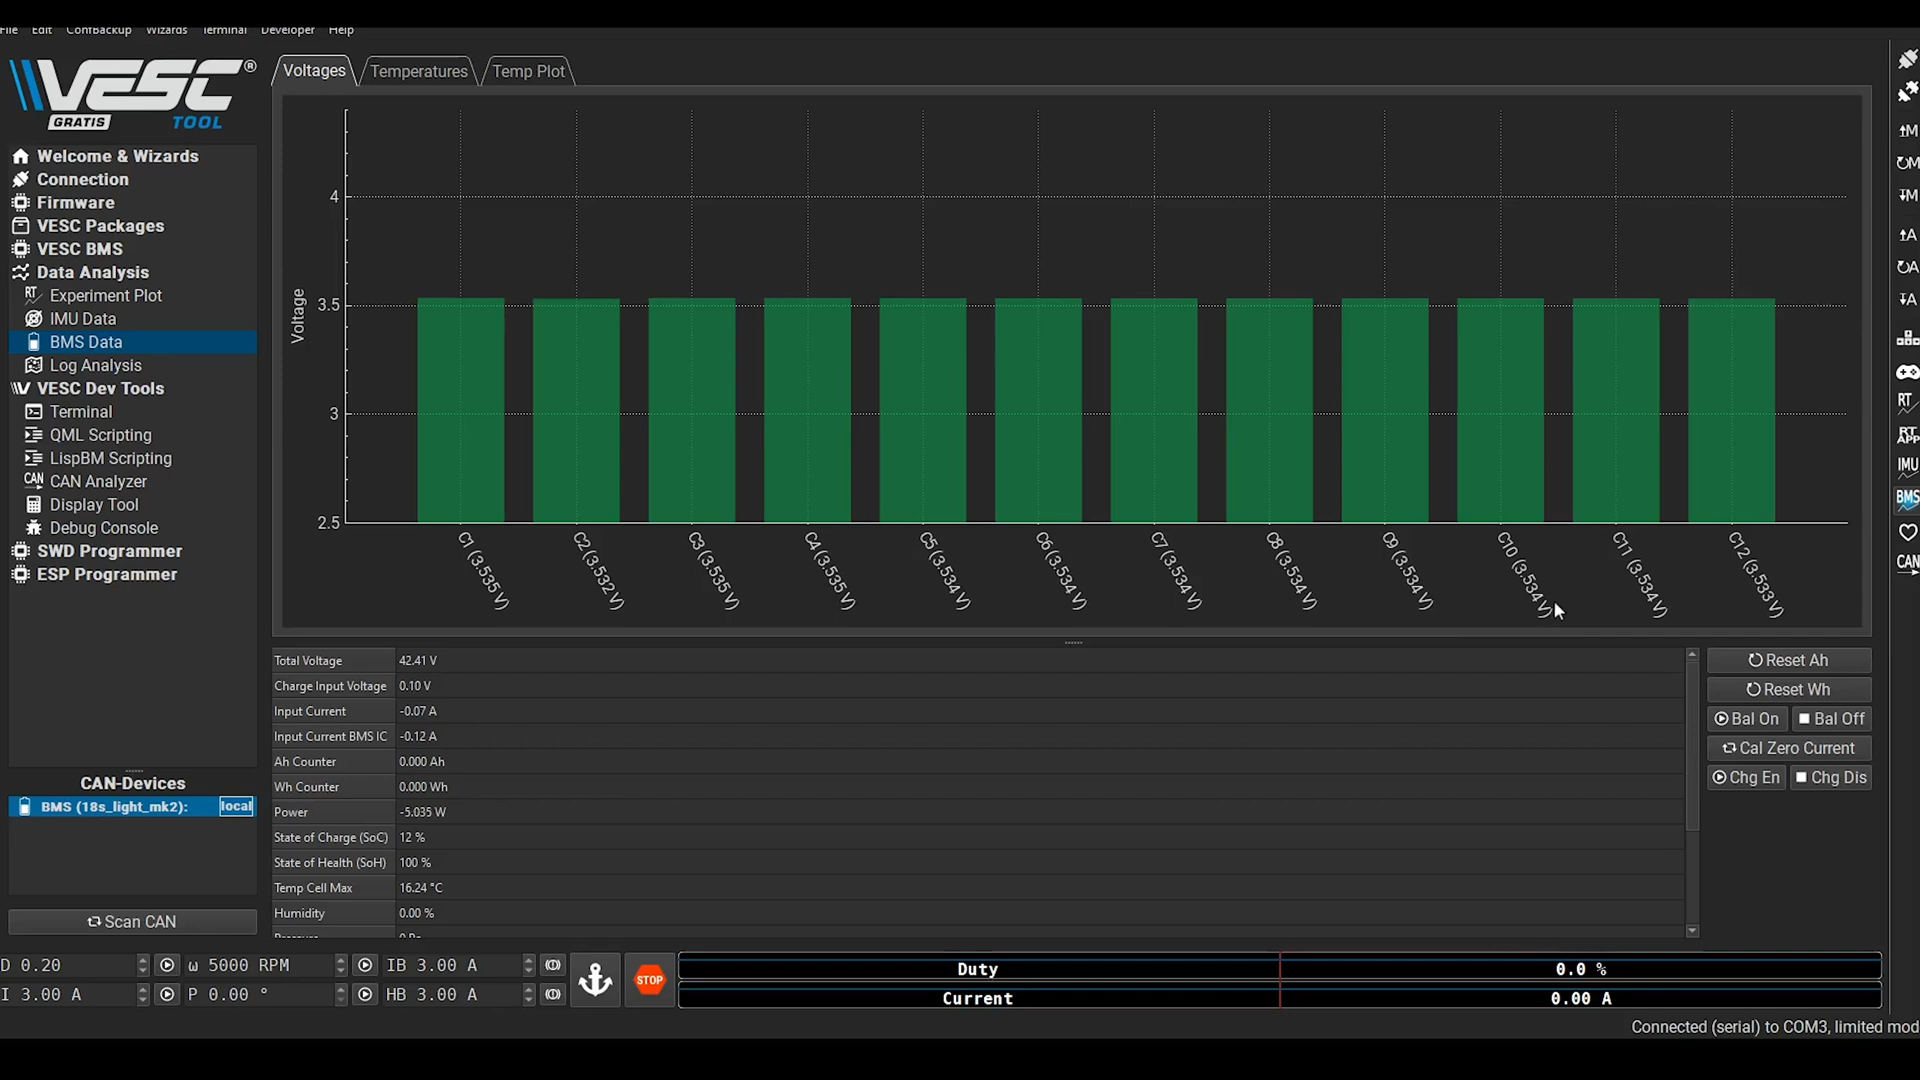 File Edit ConfBackup Wizards Terminal Developer Help
VESC®
GRATIS TOOL
Welcome & Wizards
Connection
Firmware
VESC Packages
VESC BMS
Data Analysis
RT Experiment Plot
IMU Data
BMS Data
Log Analysis
VESC Dev Tools
Terminal
QML Scripting
LispBM Scripting
CAN CAN Analyzer
Display Tool
Debug Console
SWD Programmer
ESP Programmer
CAN-Devices
BMS (18s_light_mk2): local
Scan CAN
Voltages Temperatures Temp Plot
Voltage
4
3.5
3
2.5
C1 (3.535 V)
C2 (3.532 V)
C3 (3.535 V)
C4 (3.535 V)
C5 (3.534 V)
C6 (3.534 V)
C7 (3.534 V)
C8 (3.534 V)
C9 (3.534 V)
C10 (3.534 V)
C11 (3.534 V)
C12 (3.533 V)
Total Voltage 42.41 V
Charge Input Voltage 0.10 V
Input Current -0.07 A
Input Current BMS IC -0.12 A
Ah Counter 0.000 Ah
Wh Counter 0.000 Wh
Power -5.035 W
State of Charge (SoC) 12 %
State of Health (SoH) 100 %
Temp Cell Max 16.24 °C
Humidity 0.00 %
Reset Ah
Reset Wh
Bal On Bal Off
Cal Zero Current
Chg En Chg Dis
M
M
M
A
A
A
RT
RT
APP
IMU
BMS
CAN
D 0.20 ω 5000 RPM IB 3.00 A
I 3.00 A P 0.00 ° HB 3.00 A
STOP
Duty 0.0 %
Current 0.00 A
Connected (serial) to COM3, limited mod